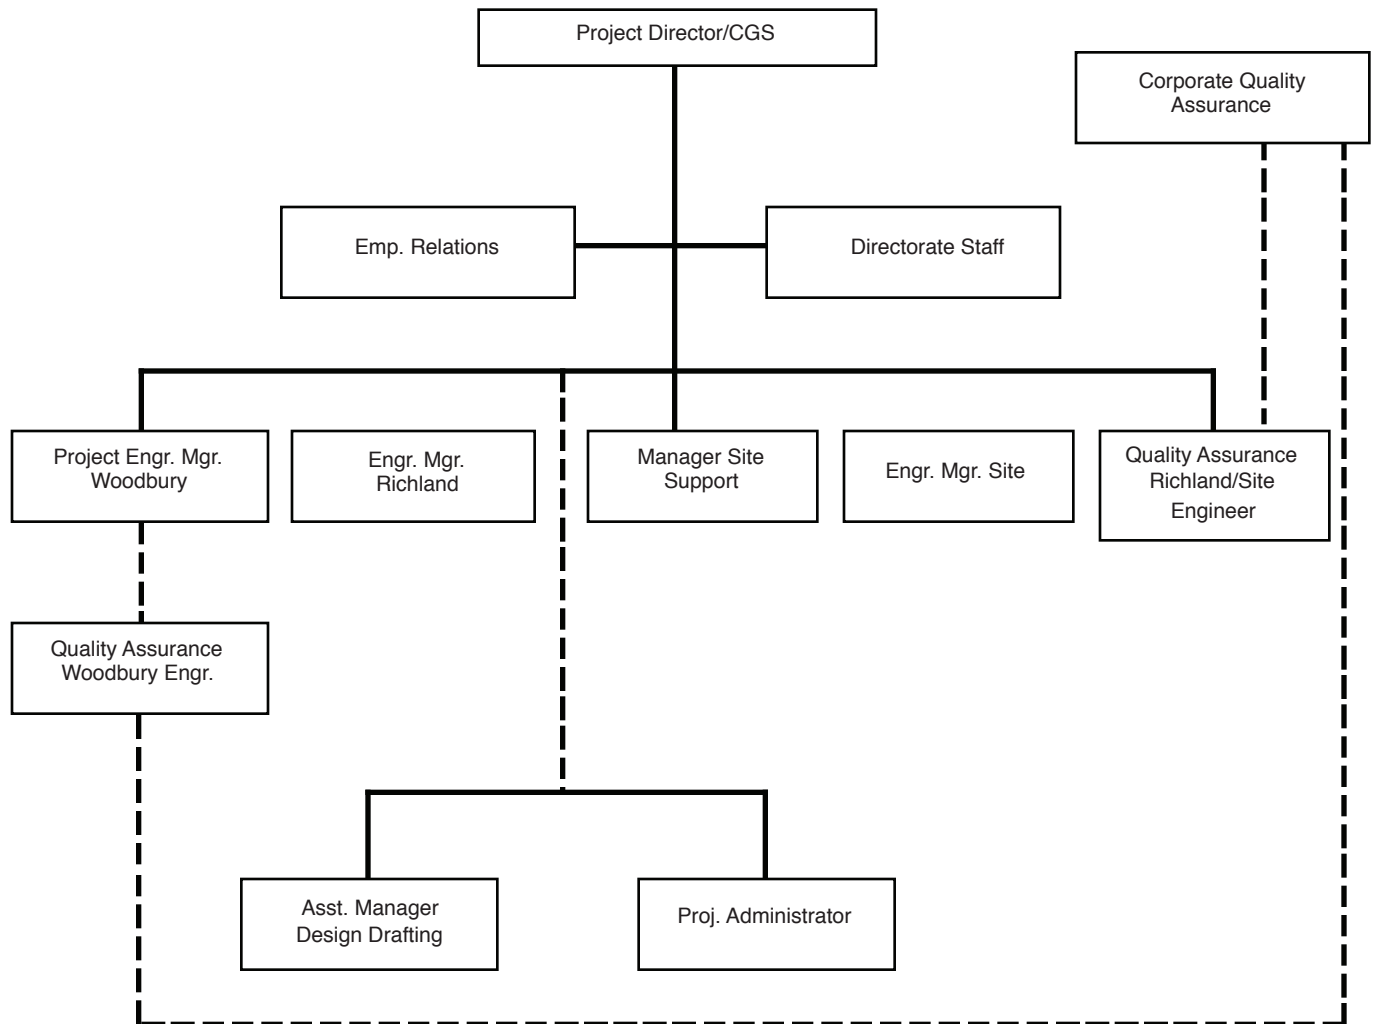 Project Director/CGS
Corporate Quality
Assurance
Emp. Relations
Directorate Staff
Project Engr. Mgr.
Woodbury
Engr. Mgr.
Richland
Manager Site
Support
Engr. Mgr. Site
Quality Assurance
Richland/Site
Engineer
Quality Assurance
Woodbury Engr.
Asst. Manager
Design Drafting
Proj. Administrator